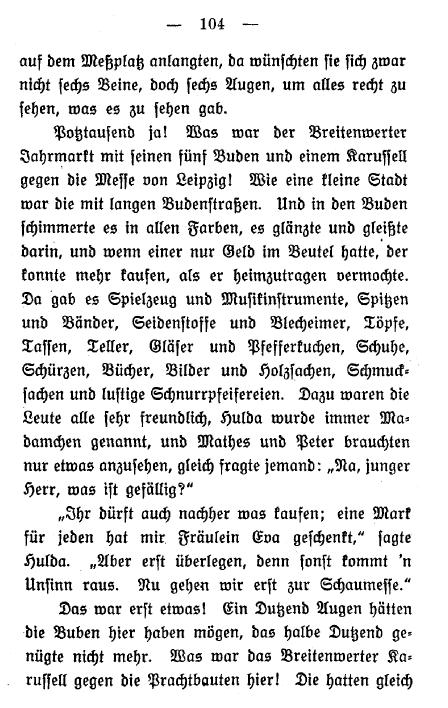 — 104 —
auf dem Meßplatz anlangten, da wünschten sie sich zwar
nicht sechs Beine, doch sechs Augen, um alles recht zu
sehen, was es zu sehen gab.
Potztausend ja! Was war der Breitenwerter
Jahrmarkt mit seinen fünf Buden und einem Karussell
gegen die Messe von Leipzig! Wie eine kleine Stadt
war die mit langen Budenstraßen. Und in den Buden
schimmerte es in allen Farben, es glänzte und gleißte
darin, und wenn einer nur Geld im Beutel hatte, der
konnte mehr kaufen, als er heimzutragen vermochte.
Da gab es Spielzeug und Musikinstrumente, Spitzen
und Bänder, Seidenstoffe und Blecheimer, Töpfe,
Tassen, Teller, Gläser und Pfefferkuchen, Schuhe,
Schürzen, Bücher, Bilder und Holzsachen, Schmuck-
sachen und lustige Schnurrpfeifereien. Dazu waren die
Leute alle sehr freundlich, Hulda wurde immer Ma-
damchen genannt, und Mathes und Peter brauchten
nur etwas anzusehen, gleich fragte jemand: „Na, junger
Herr, was ist gefällig?“
„Ihr dürft auch nachher was kaufen; eine Mark
für jeden hat mir Fräulein Eva geschenkt,“ sagte
Hulda. „Aber erst überlegen, denn sonst kommt 'n
Unsinn raus. Nu gehen wir erst zur Schaumesse.“
Das war erst etwas! Ein Dutzend Augen hätten
die Buben hier haben mögen, das halbe Dutzend ge-
nügte nicht mehr. Was war das Breitenwerter Ka-
russell gegen die Prachtbauten hier! Die hatten gleich